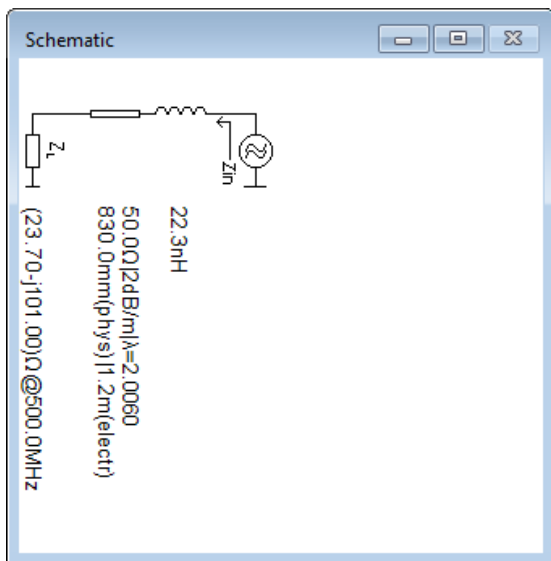 Schematic
ZL
Zin
22.3nH
50.0Ω|2dB/m|λ=2.0060
830.0mm(phys)|1.2m(electr)
(23.70-j101.00)Ω@500.0MHz